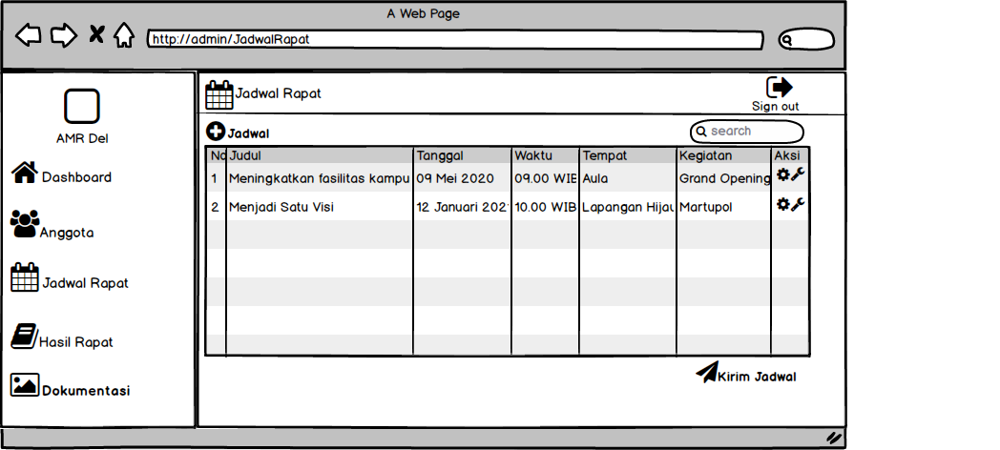 A Web Page
http://admin/JadwalRapat
AMR Del
Dashboard
Anggota
Jadwal Rapat
Hasil Rapat
Dokumentasi
Jadwal Rapat
Sign out
Jadwal
search
No Judul Tanggal Waktu Tempat Kegiatan Aksi
1 Meningkatkan fasilitas kampu 09 Mei 2020 09.00 WIB Aula Grand Opening
2 Menjadi Satu Visi 12 Januari 202 10.00 WIB Lapangan Hijau Martupol
Kirim Jadwal